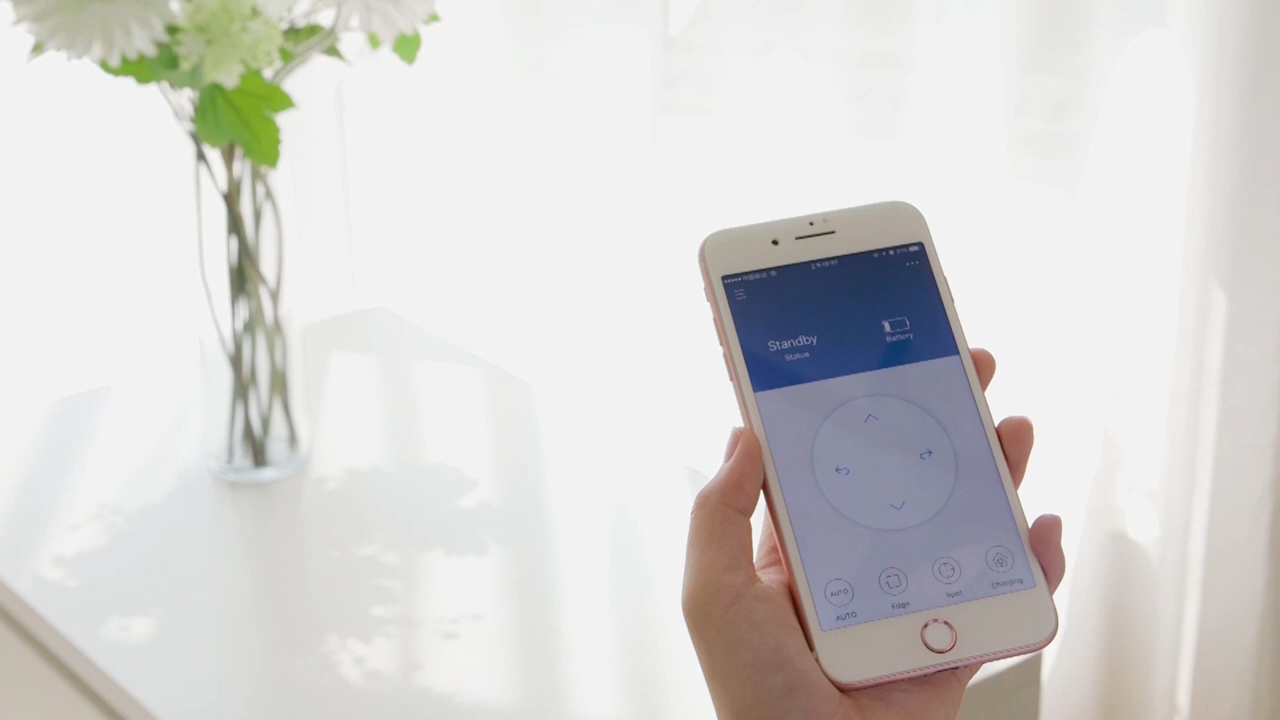 Standby
Status
Battery
AUTO
AUTO
Edge
Spot
Charging